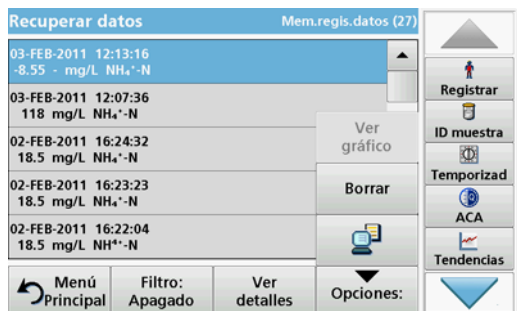 Recuperar datos Mem.regis.datos (27)
03-FEB-2011 12:13:16
-8.55 - mg/L NH₄⁺-N
03-FEB-2011 12:07:36
118 mg/L NH₄⁺-N
02-FEB-2011 16:24:32
18.5 mg/L NH₄⁺-N
02-FEB-2011 16:23:23
18.5 mg/L NH₄⁺-N
02-FEB-2011 16:22:04
18.5 mg/L NH⁴⁺-N
Ver
gráfico
Borrar
Menú
Principal
Filtro:
Apagado
Ver
detalles
Opciones:
Registrar
ID muestra
Temporizad
ACA
Tendencias